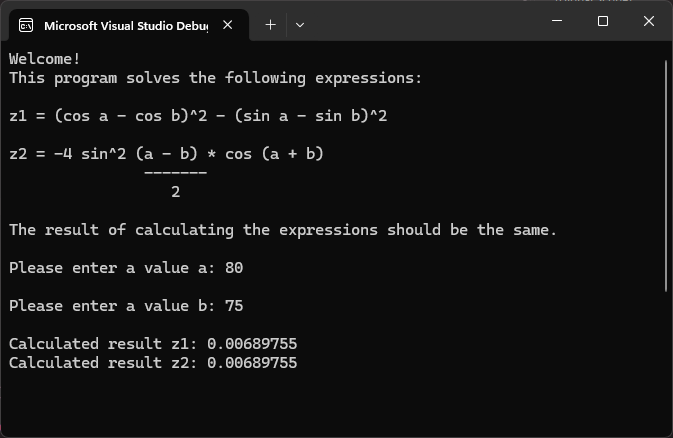 Microsoft Visual Studio Debu
Welcome!
This program solves the following expressions:
z1 = (cos a - cos b)^2 - (sin a - sin b)^2
z2 = -4 sin^2 (a - b) * cos (a + b)
-------
2
The result of calculating the expressions should be the same.
Please enter a value a: 80
Please enter a value b: 75
Calculated result z1: 0.00689755
Calculated result z2: 0.00689755